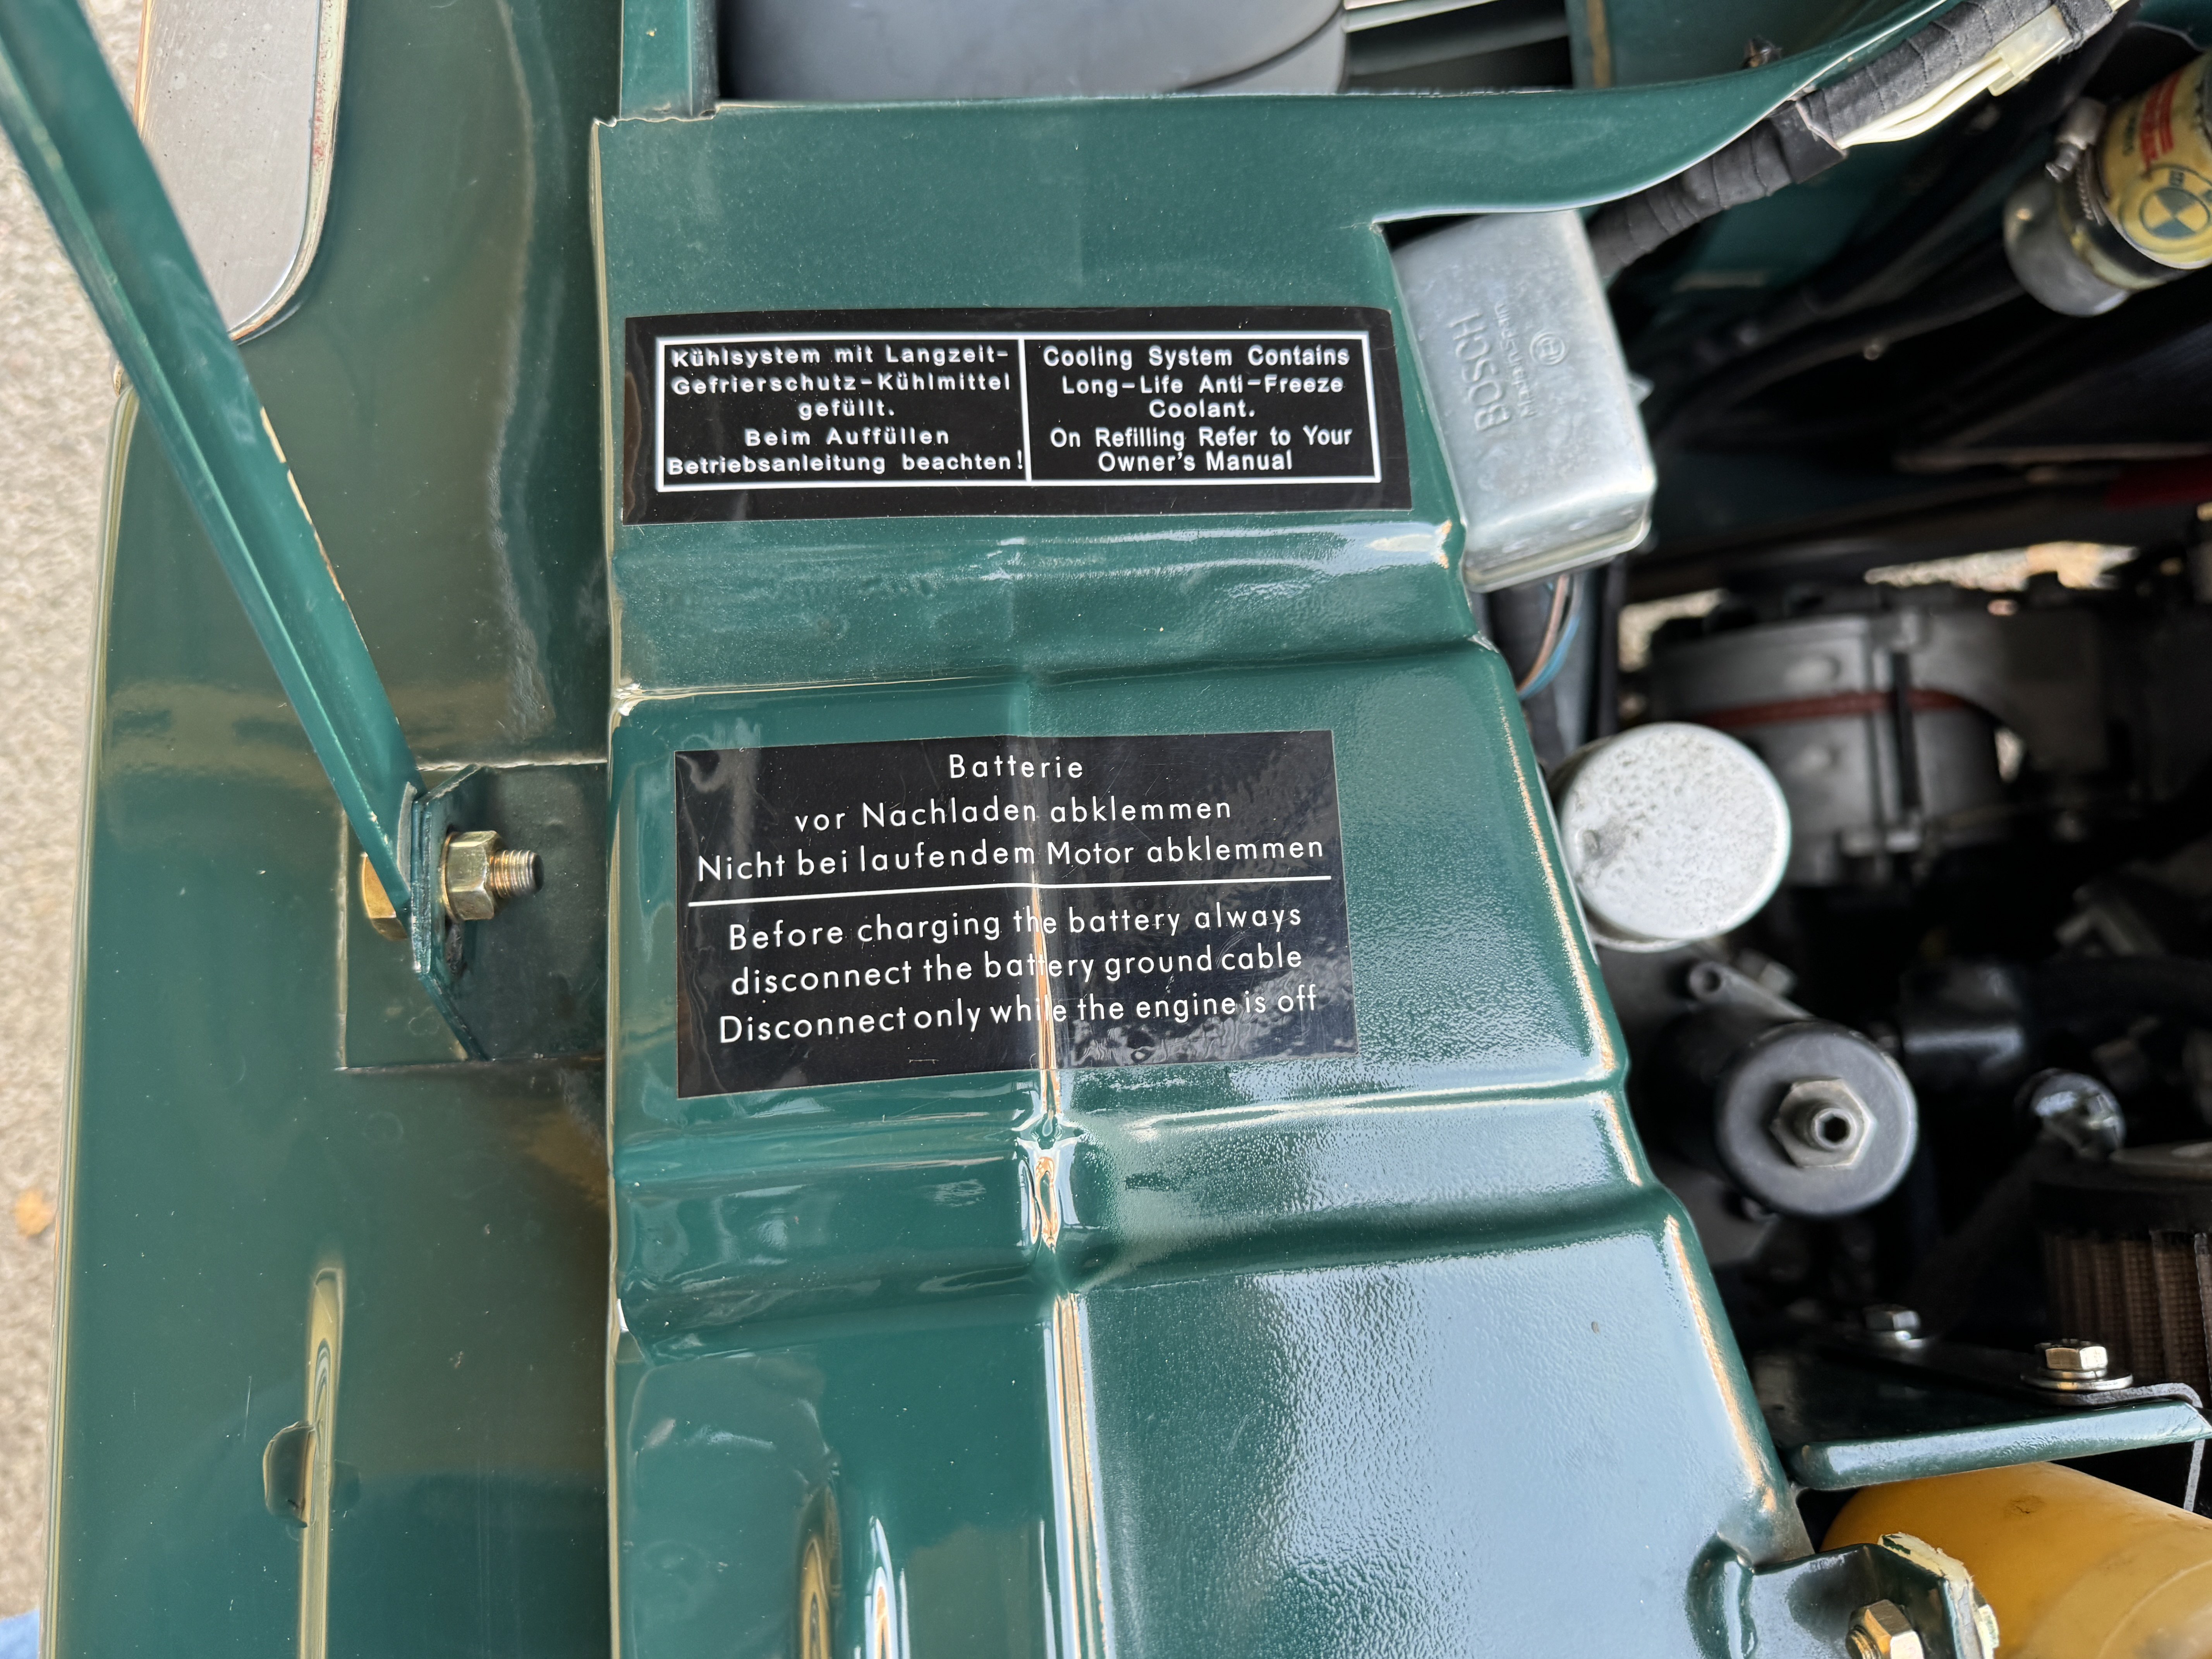 Kühlsystem mit Langzeit-
Gefrierschutz-Kühlmittel
gefüllt.
Beim Auffüllen
Betriebsanleitung beachten!
Cooling System Contains
Long-Life Anti-Freeze
Coolant.
On Refilling Refer to Your
Owner's Manual
BOSCH
Batterie
vor Nachladen abklemmen
Nicht bei laufendem Motor abklemmen
Before charging the battery always
disconnect the battery ground cable
Disconnect only while the engine is off